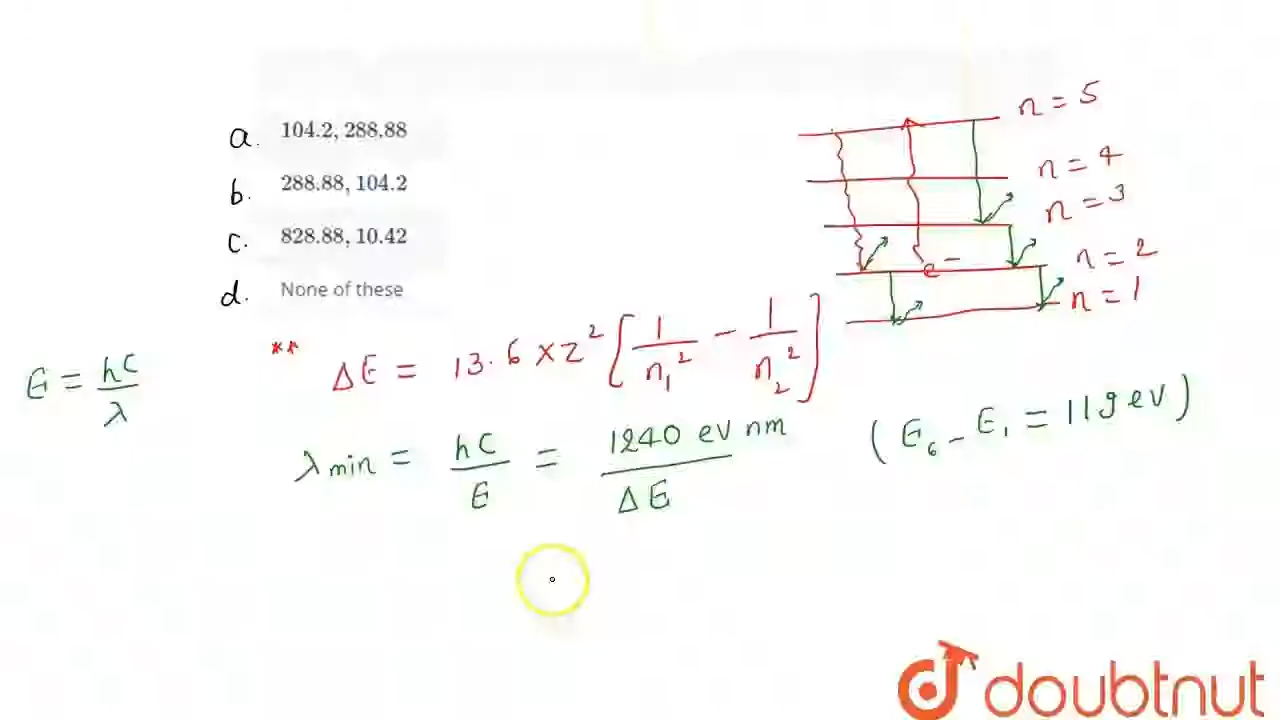 a. 104.2, 288.88
b. 288.88, 104.2
c. 828.88, 10.42
d. None of these
n = 5
n = 4
n = 3
n = 2
n = 1
e⁻
** ΔE = 13.6 × z² [1/n₁² − 1/n₂²]
E = hc/λ
λ min = hc/E = 1240 ev nm/ΔE (E₆ − E₁ = 119 ev)
doubtnut